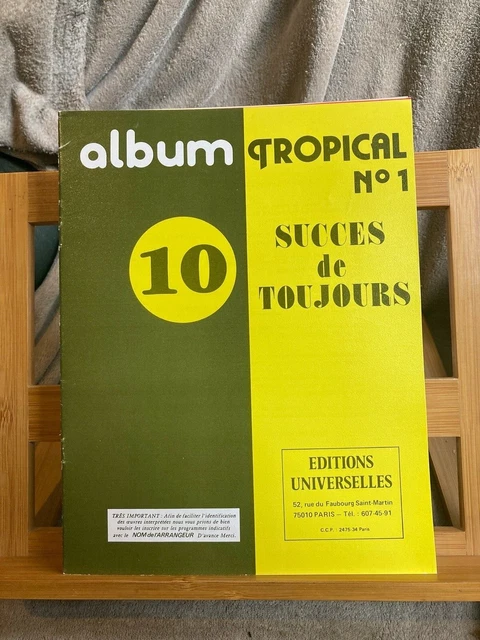 album TROPICAL
Nº 1
10
SUCCES
de
TOUJOURS
EDITIONS
UNIVERSELLES
52, rue du Faubourg Saint-Martin
75010 PARIS – Tél. : 607-45-91
C.C.P. : 2475-34 Paris
TRÈS IMPORTANT : Afin de faciliter l'identification
des œuvres interprétées nous vous prions de bien
vouloir les inscrire sur les programmes indicatifs
avec le NOM de l'ARRANGEUR D'avance Merci.